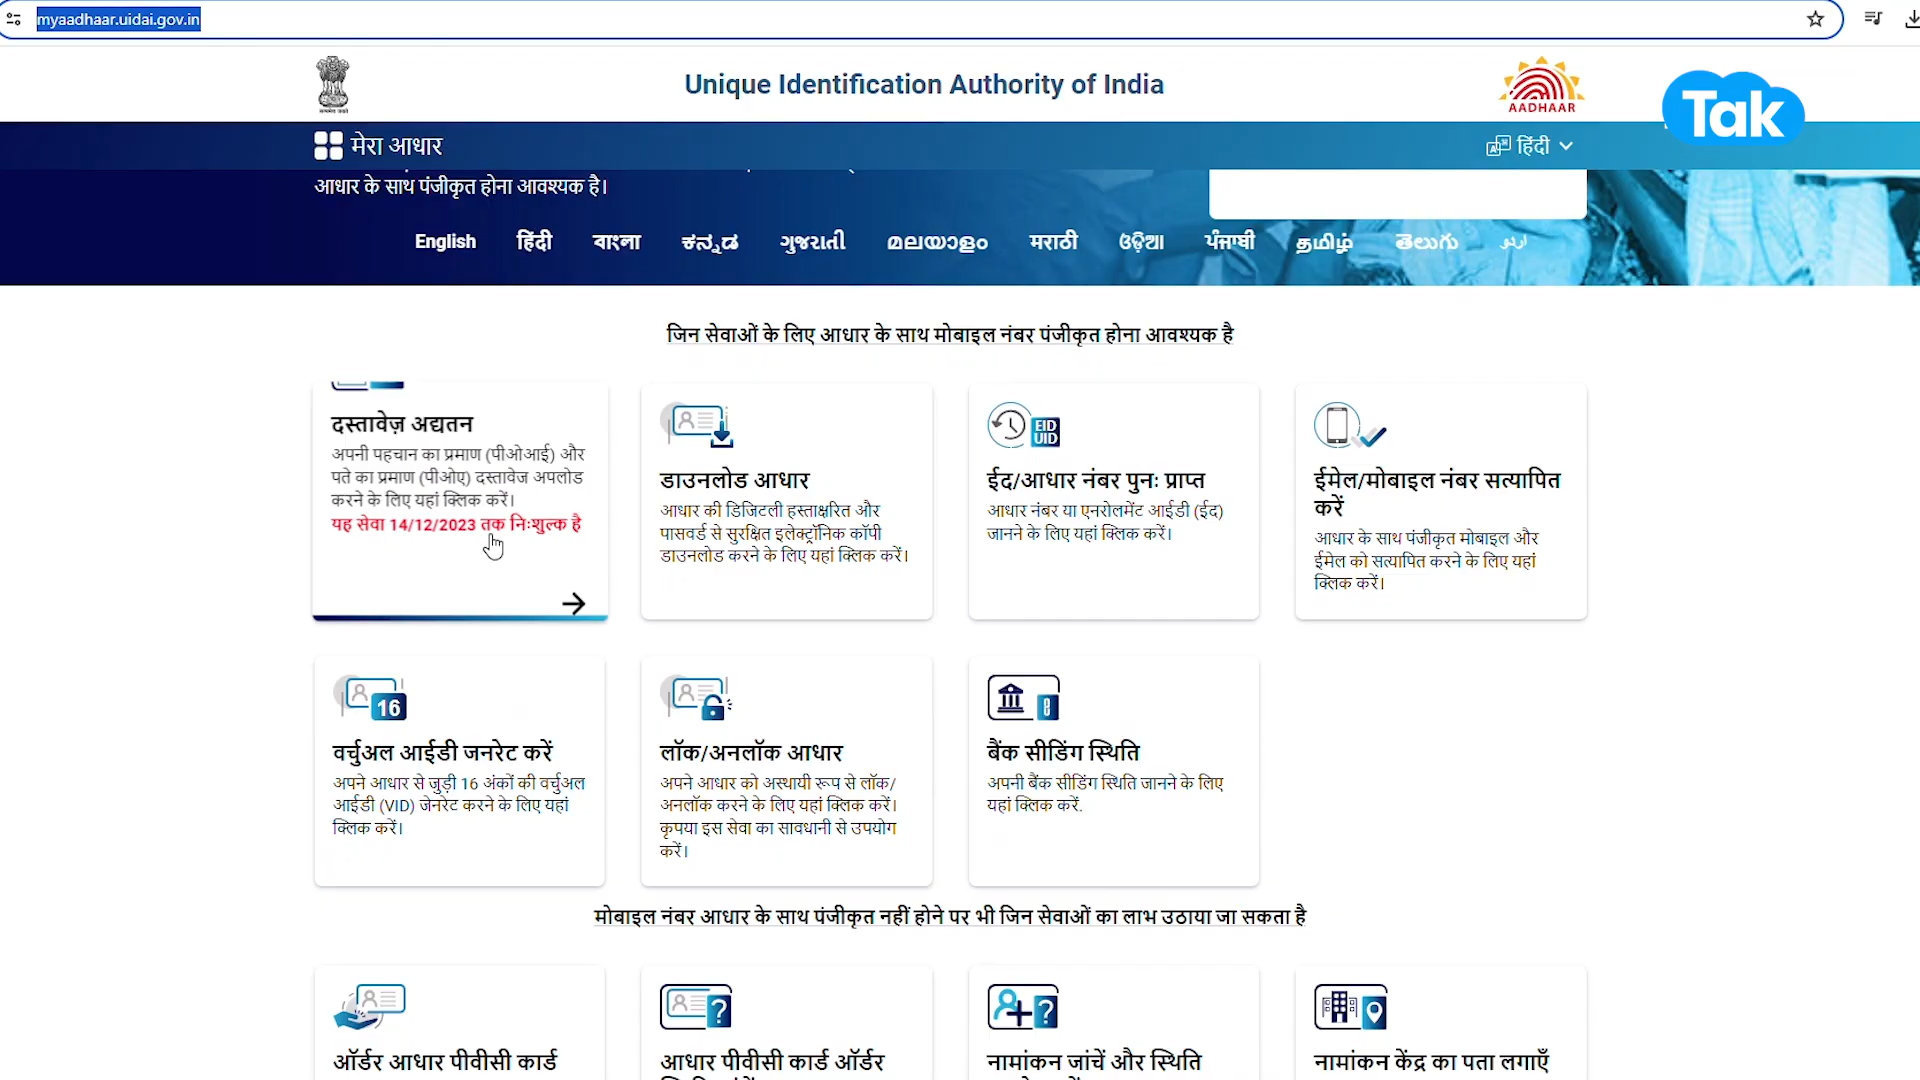 myaadhaar.uidai.gov.in
Unique Identification Authority of India
AADHAAR
Tak
मेरा आधार
हिंदी
आधार के साथ पंजीकृत होना आवश्यक है।
English हिंदी বাংলা ಕನ್ನಡ ગુજરાતી മലയാളം मराठी ଓଡ଼ିଆ ਪੰਜਾਬੀ தமிழ் తెలుగు اردو
जिन सेवाओं के लिए आधार के साथ मोबाइल नंबर पंजीकृत होना आवश्यक है
दस्तावेज़ अद्यतन
अपनी पहचान का प्रमाण (पीओआई) और
पते का प्रमाण (पीओए) दस्तावेज अपलोड
करने के लिए यहां क्लिक करें।
यह सेवा 14/12/2023 तक निःशुल्क है
डाउनलोड आधार
आधार की डिजिटली हस्ताक्षरित और
पासवर्ड से सुरक्षित इलेक्ट्रॉनिक कॉपी
डाउनलोड करने के लिए यहां क्लिक करें।
EID
UID
ईद/आधार नंबर पुनः प्राप्त
आधार नंबर या एनरोलमेंट आईडी (ईद)
जानने के लिए यहां क्लिक करें।
ईमेल/मोबाइल नंबर सत्यापित
करें
आधार के साथ पंजीकृत मोबाइल और
ईमेल को सत्यापित करने के लिए यहां
क्लिक करें।
16
वर्चुअल आईडी जनरेट करें
अपने आधार से जुड़ी 16 अंकों की वर्चुअल
आईडी (VID) जेनरेट करने के लिए यहां
क्लिक करें।
लॉक/अनलॉक आधार
अपने आधार को अस्थायी रूप से लॉक/
अनलॉक करने के लिए यहां क्लिक करें।
कृपया इस सेवा का सावधानी से उपयोग
करें।
बैंक सीडिंग स्थिति
अपनी बैंक सीडिंग स्थिति जानने के लिए
यहां क्लिक करें.
मोबाइल नंबर आधार के साथ पंजीकृत नहीं होने पर भी जिन सेवाओं का लाभ उठाया जा सकता है
ऑर्डर आधार पीवीसी कार्ड
आधार पीवीसी कार्ड ऑर्डर
नामांकन जांचें और स्थिति
नामांकन केंद्र का पता लगाएँ